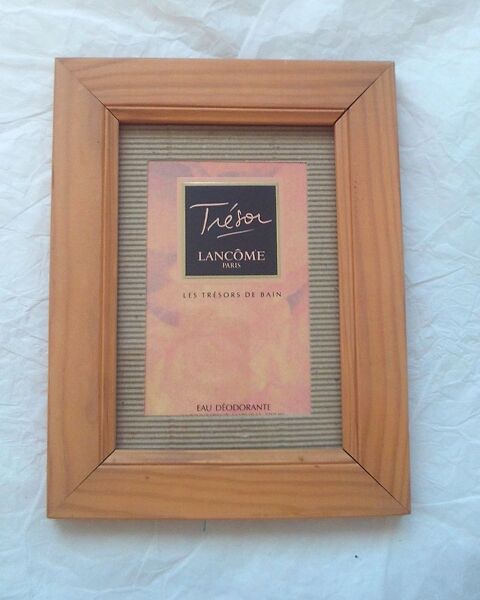 Trésor
LANCÔME
PARIS
LES TRÉSORS DE BAIN
EAU DÉODORANTE